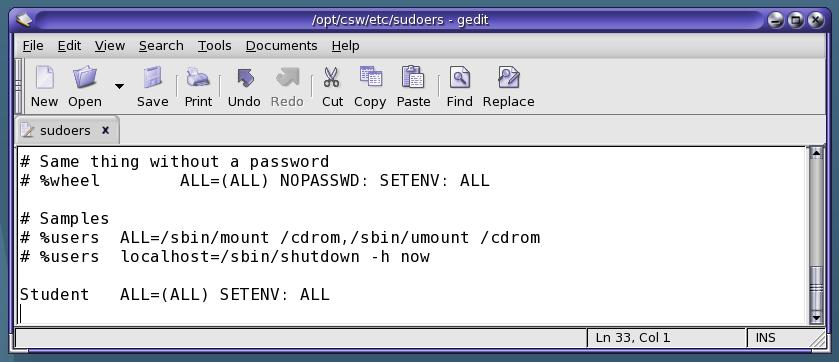 /opt/csw/etc/sudoers - gedit
File Edit View Search Tools Documents Help
New Open Save Print Undo Redo Cut Copy Paste Find Replace
sudoers x
# Same thing without a password
# %wheel        ALL=(ALL) NOPASSWD: SETENV: ALL
# Samples
# %users  ALL=/sbin/mount /cdrom,/sbin/umount /cdrom
# %users  localhost=/sbin/shutdown -h now
Student   ALL=(ALL) SETENV: ALL
Ln 33, Col 1 INS